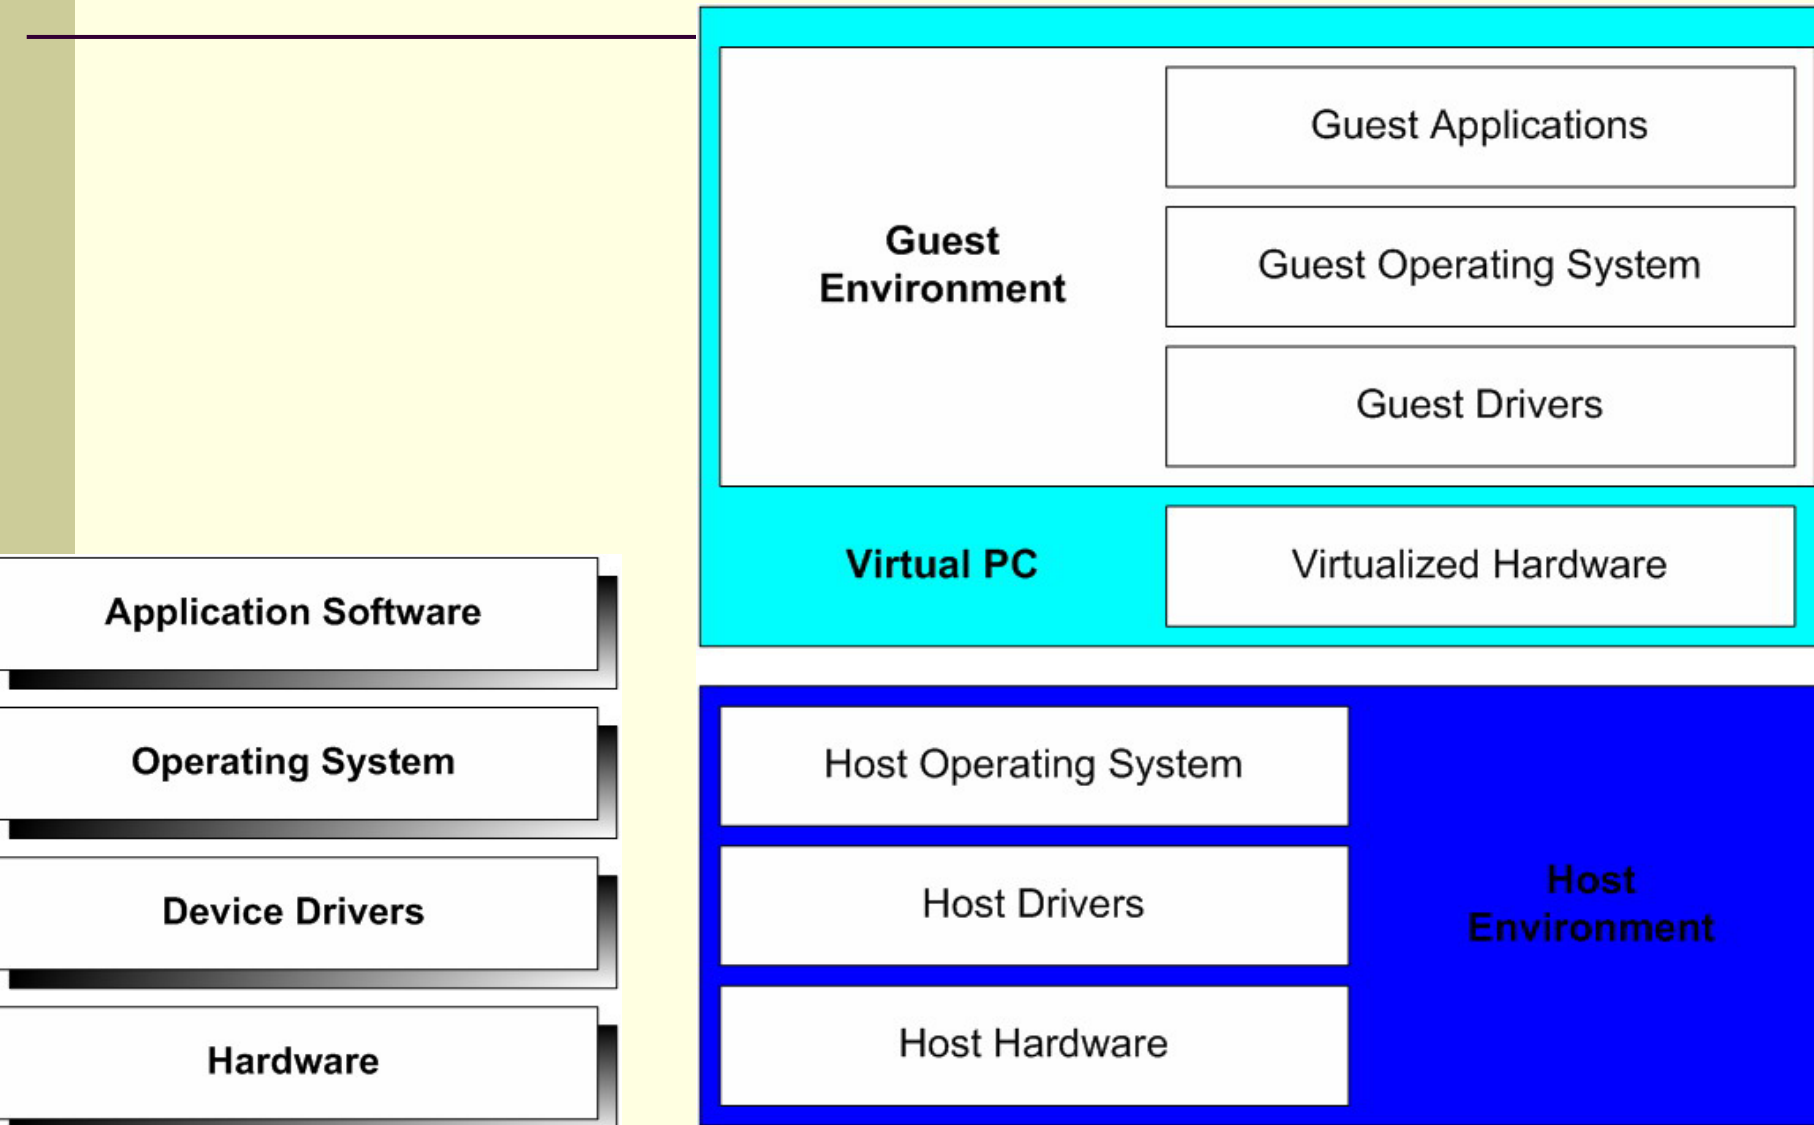 Application Software
Operating System
Device Drivers
Hardware
Guest
Environment
Guest Applications
Guest Operating System
Guest Drivers
Virtual PC
Virtualized Hardware
Host Operating System
Host Drivers
Host Hardware
Host
Environment